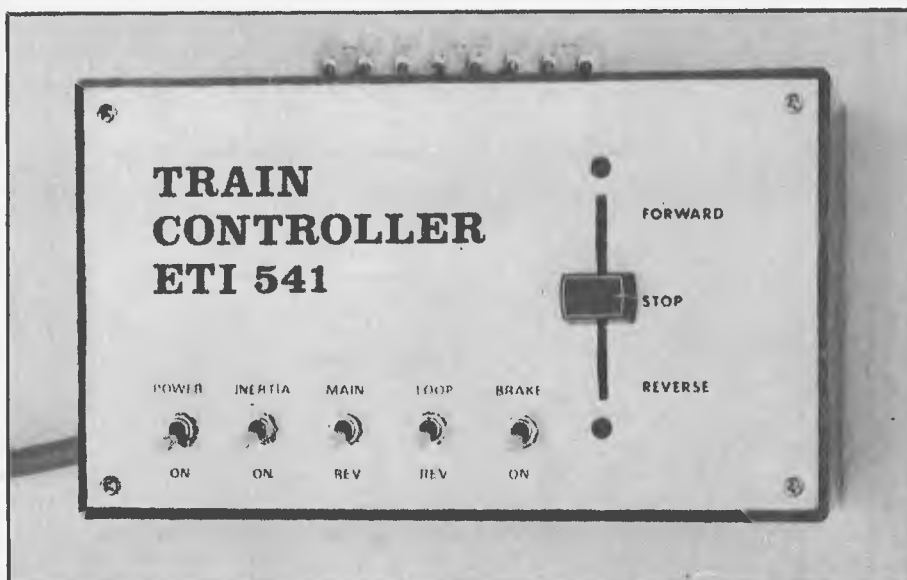 TRAIN
CONTROLLER
ETI 541
FORWARD
STOP
REVERSE
POWER INERTIA MAIN LOOP BRAKE
ON ON REV REV ON